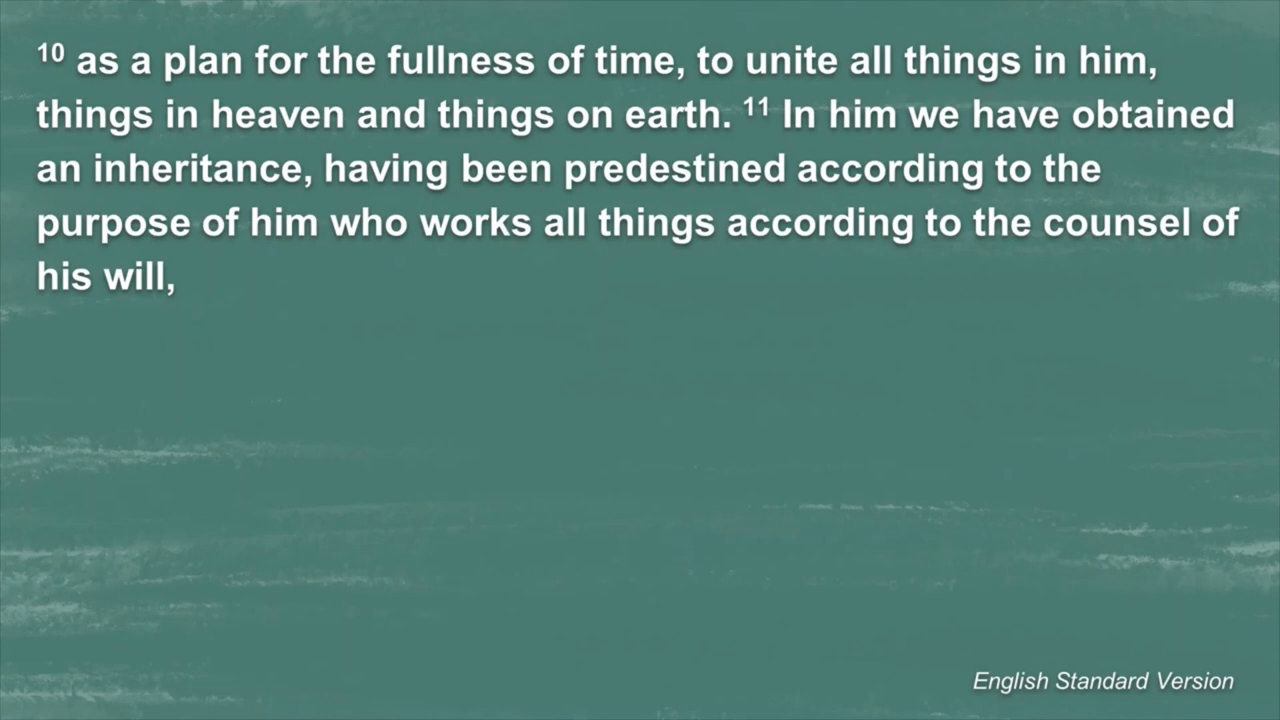 10 as a plan for the fullness of time, to unite all things in him,
things in heaven and things on earth. 11 In him we have obtained
an inheritance, having been predestined according to the
purpose of him who works all things according to the counsel of
his will,
English Standard Version